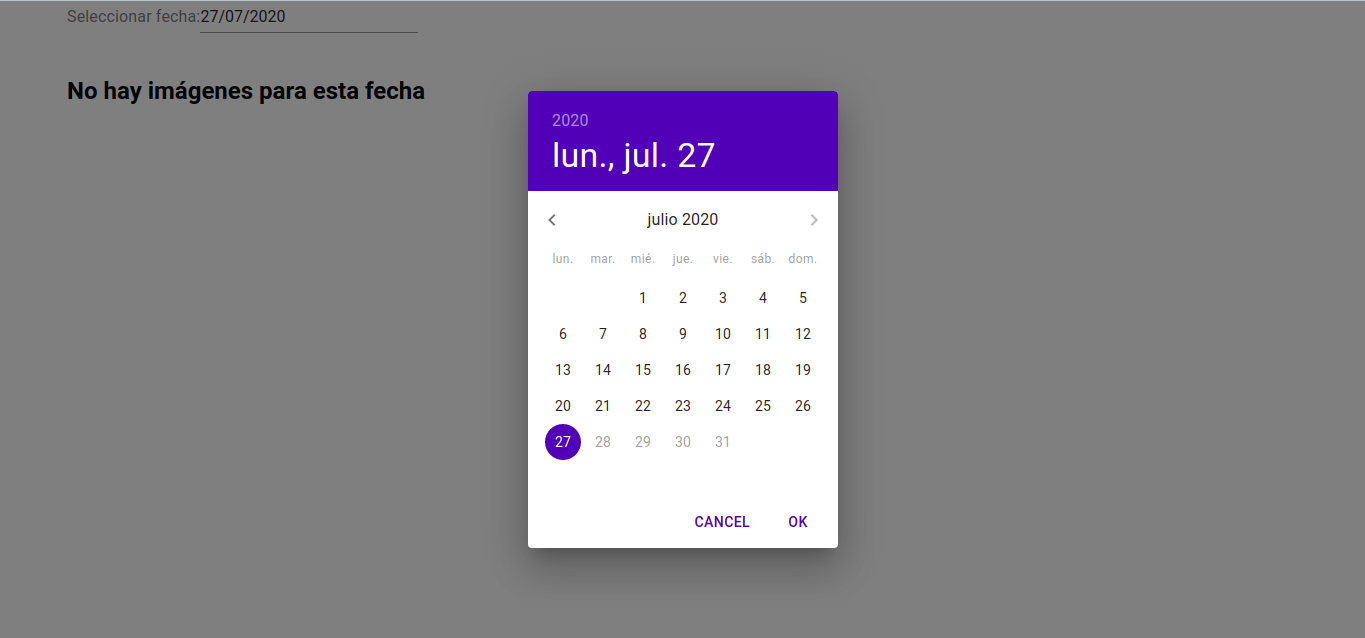 Seleccionar fecha:27/07/2020
No hay imágenes para esta fecha
2020
lun., jul. 27
julio 2020
lun. mar. mié. jue. vie. sáb. dom.
1 2 3 4 5
6 7 8 9 10 11 12
13 14 15 16 17 18 19
20 21 22 23 24 25 26
27 28 29 30 31
CANCEL OK